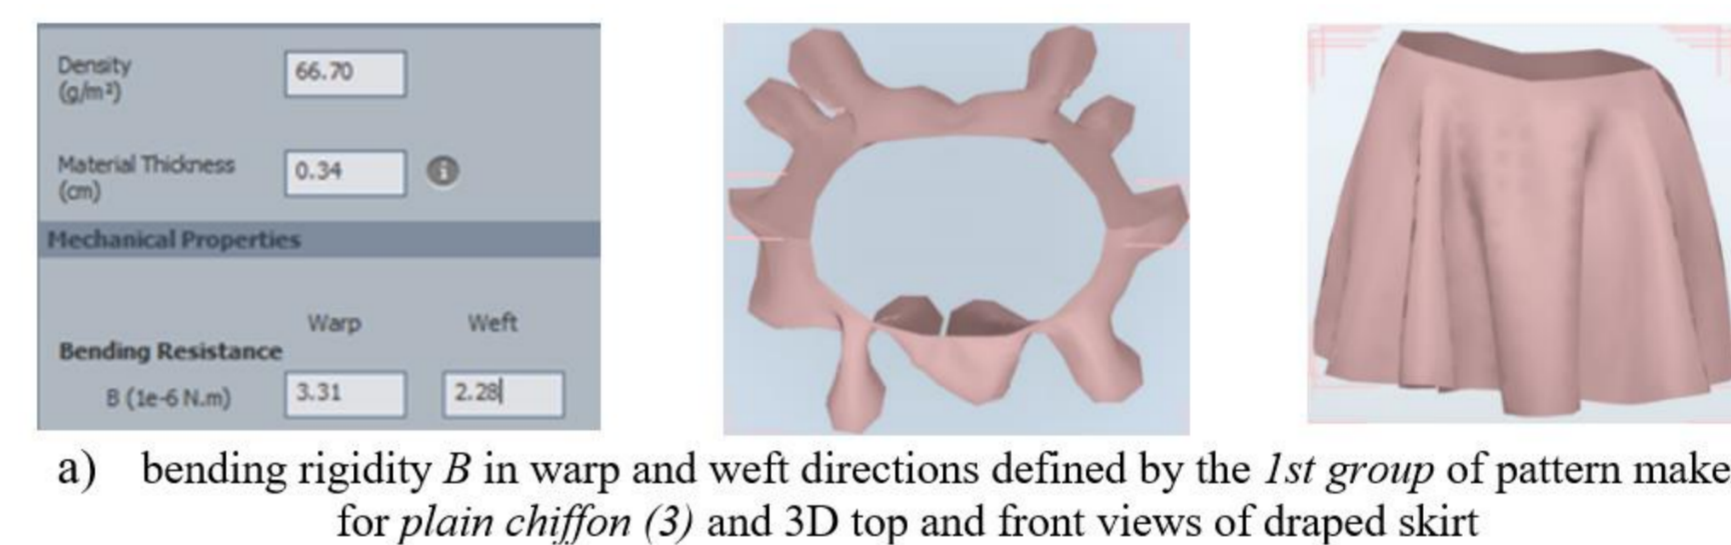 Density
(g/m²)
66.70
Material Thickness
(cm)
0.34
i
Mechanical Properties
Warp Weft
Bending Resistance
B (1e-6 N.m) 3.31 2.28
a) bending rigidity B in warp and weft directions defined by the 1st group of pattern make
for plain chiffon (3) and 3D top and front views of draped skirt